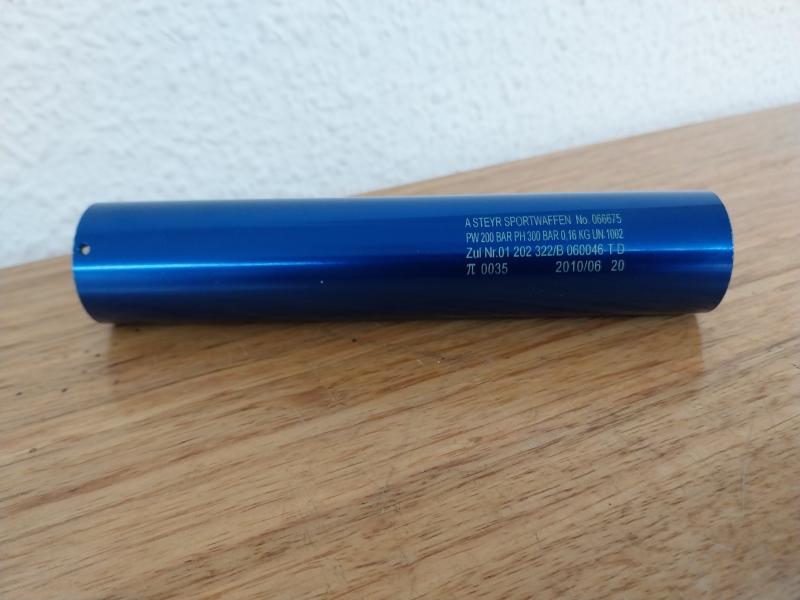 A STEYR SPORTWAFFEN No. 066675
PW 200 BAR PH 300 BAR 0,16 KG UN 1002
Zul Nr.01 202 322/B 060046-T-D
π 0035 2010/06 20